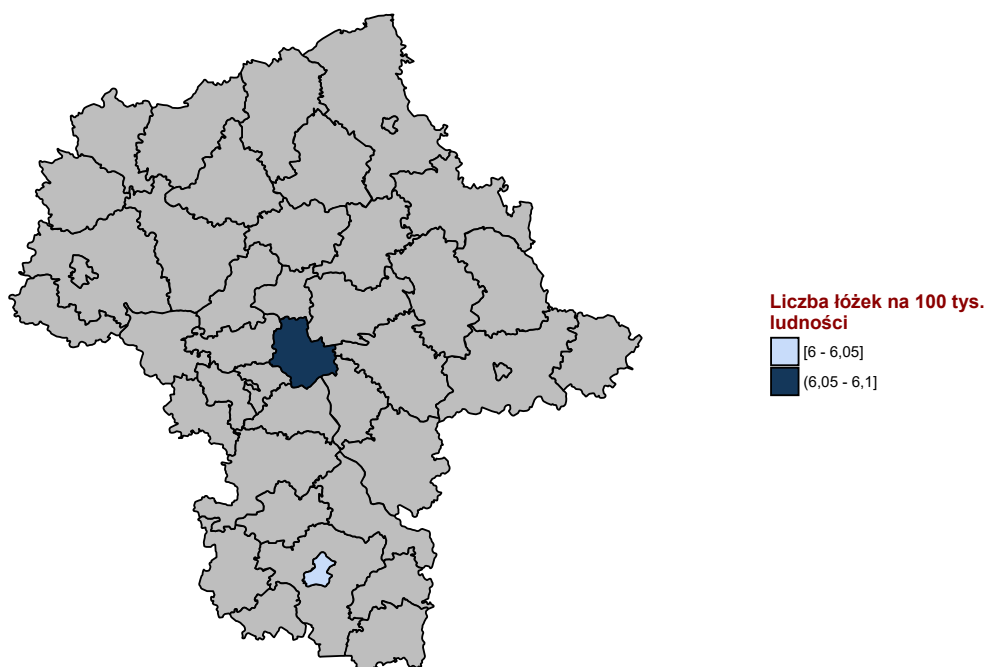 Liczba łóżek na 100 tys.
ludności
[6 - 6,05]
(6,05 - 6,1]